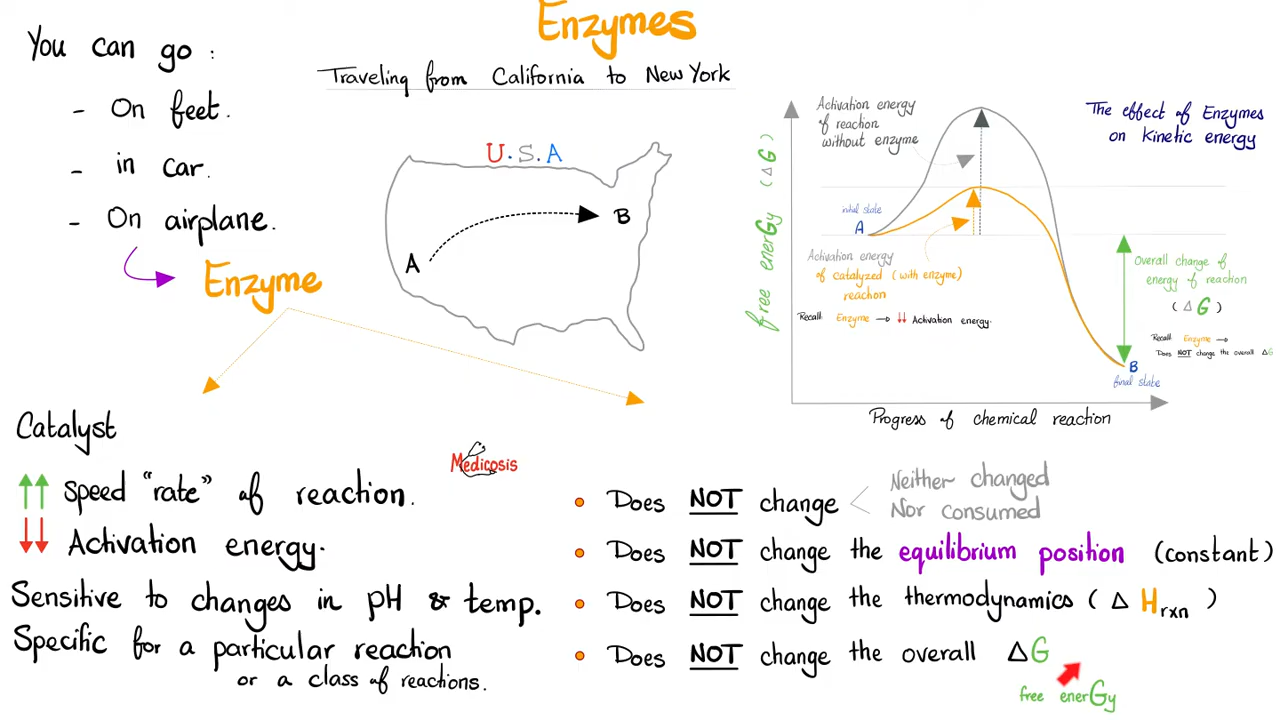 Enzymes
You can go :
- On feet.
- in car.
- On airplane.
Enzyme
Traveling from California to New York
U.S.A
A
B
The effect of Enzymes
on kinetic energy
free enerGy (ΔG)
Activation energy
of reaction
without enzyme
initial state
A
Activation energy
of catalyzed (with enzyme)
reaction
Recall Enzyme → ↓↓ Activation energy.
Overall change of
energy of reaction
(ΔG)
Recall Enzyme →
Does NOT change the overall ΔG
B
final state
Progress of chemical reaction
Catalyst
↑↑ Speed "rate" of reaction.
↓↓ Activation energy.
Sensitive to changes in pH & temp.
Specific for a particular reaction
or a class of reactions.
Medicosis
• Does NOT change < Neither changed
Nor consumed
• Does NOT change the equilibrium position (constant)
• Does NOT change the thermodynamics (Δ Hrxn)
• Does NOT change the overall ΔG
free enerGy